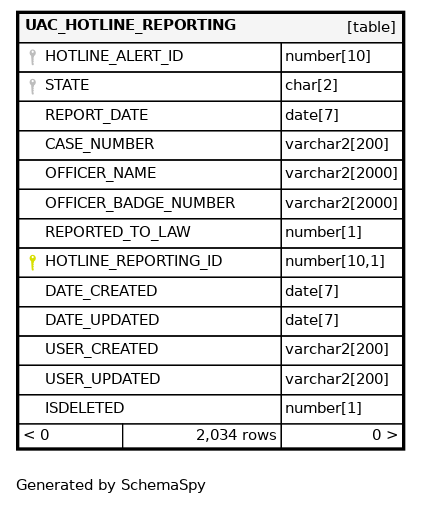 UAC_HOTLINE_REPORTING [table]
HOTLINE_ALERT_ID number[10]
STATE char[2]
REPORT_DATE date[7]
CASE_NUMBER varchar2[200]
OFFICER_NAME varchar2[2000]
OFFICER_BADGE_NUMBER varchar2[2000]
REPORTED_TO_LAW number[1]
HOTLINE_REPORTING_ID number[10,1]
DATE_CREATED date[7]
DATE_UPDATED date[7]
USER_CREATED varchar2[200]
USER_UPDATED varchar2[200]
ISDELETED number[1]
< 0 2,034 rows 0 >
Generated by SchemaSpy